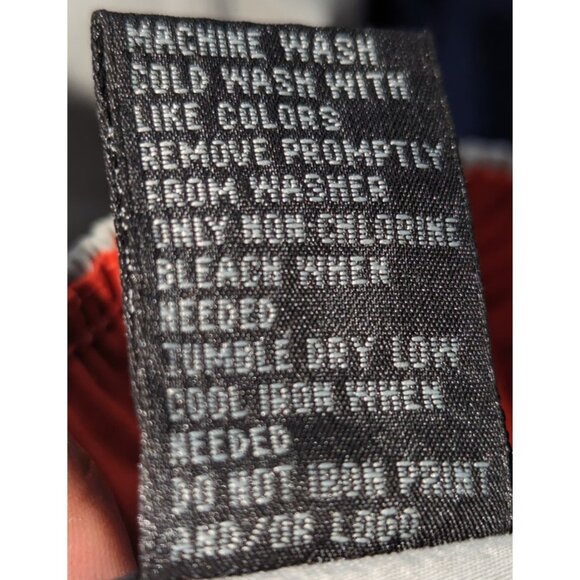 MACHINE WASH
COLD WASH WITH
LIKE COLORS
REMOVE PROMPTLY
FROM WASHER
ONLY NON CHLORINE
BLEACH WHEN
NEEDED
TUMBLE DRY LOW
COOL IRON WHEN
NEEDED
DO NOT IRON PRINT
AND/OR LOGO